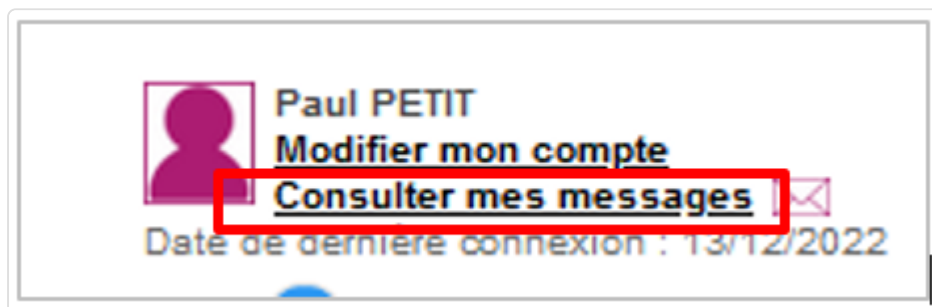 Paul PETIT
Modifier mon compte
Consulter mes messages
Date de dernière connexion : 13/12/2022